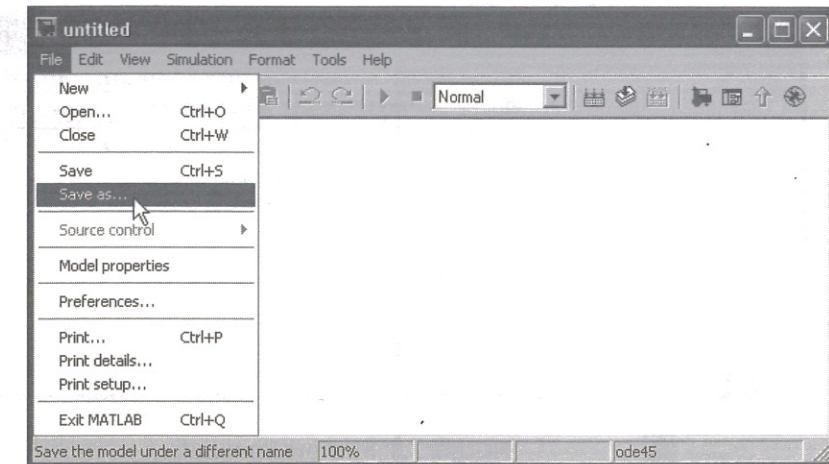 untitled
File Edit View Simulation Format Tools Help
Normal
New
Open... Ctrl+O
Close Ctrl+W
Save Ctrl+S
Save as...
Source control
Model properties
Preferences...
Print... Ctrl+P
Print details...
Print setup...
Exit MATLAB Ctrl+Q
Save the model under a different name 100% ode45